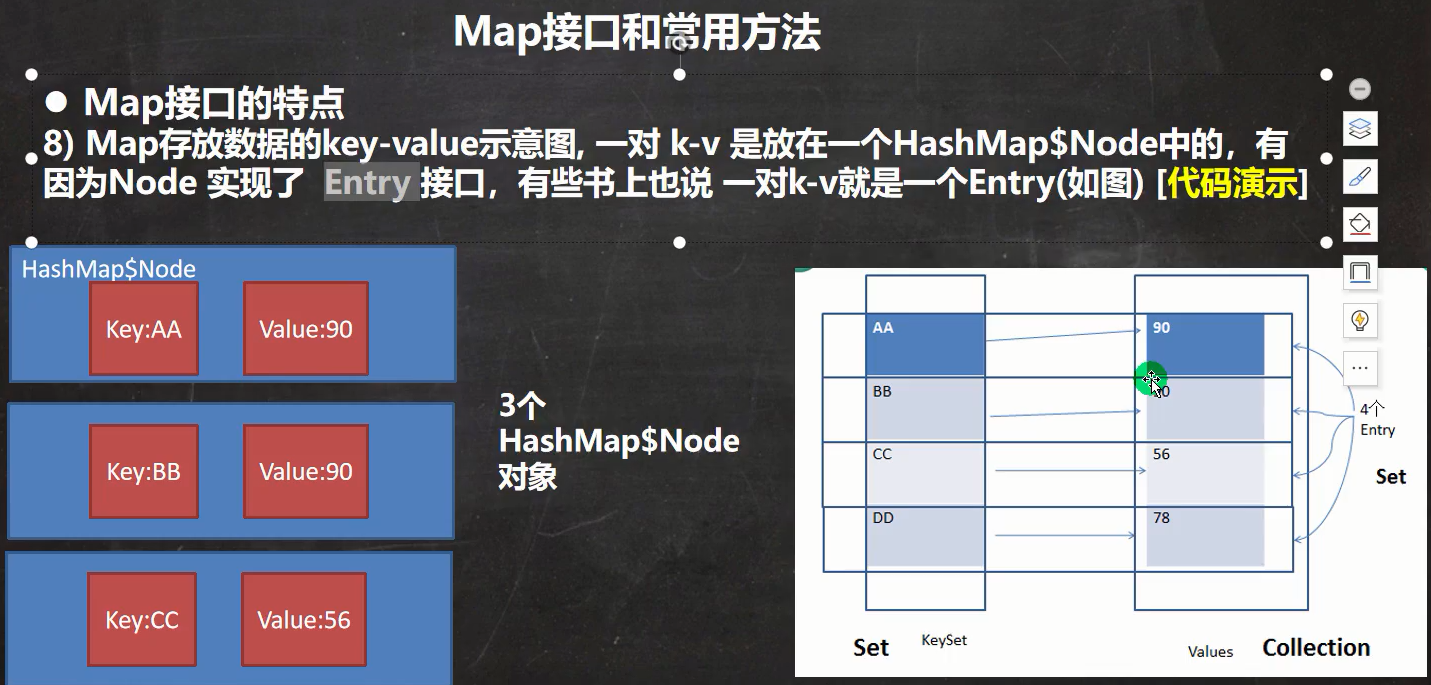 Map接口和常用方法
● Map接口的特点
8) Map存放数据的key-value示意图, 一对 k-v 是放在一个HashMap$Node中的，有
因为Node 实现了 Entry 接口，有些书上也说 一对k-v就是一个Entry(如图) [代码演示]
HashMap$Node
Key:AA
Value:90
Key:BB
Value:90
Key:CC
Value:56
3个
HashMap$Node
对象
AA
90
BB
CC
56
DD
78
4个
Entry
Set
Set
KeySet
Values
Collection